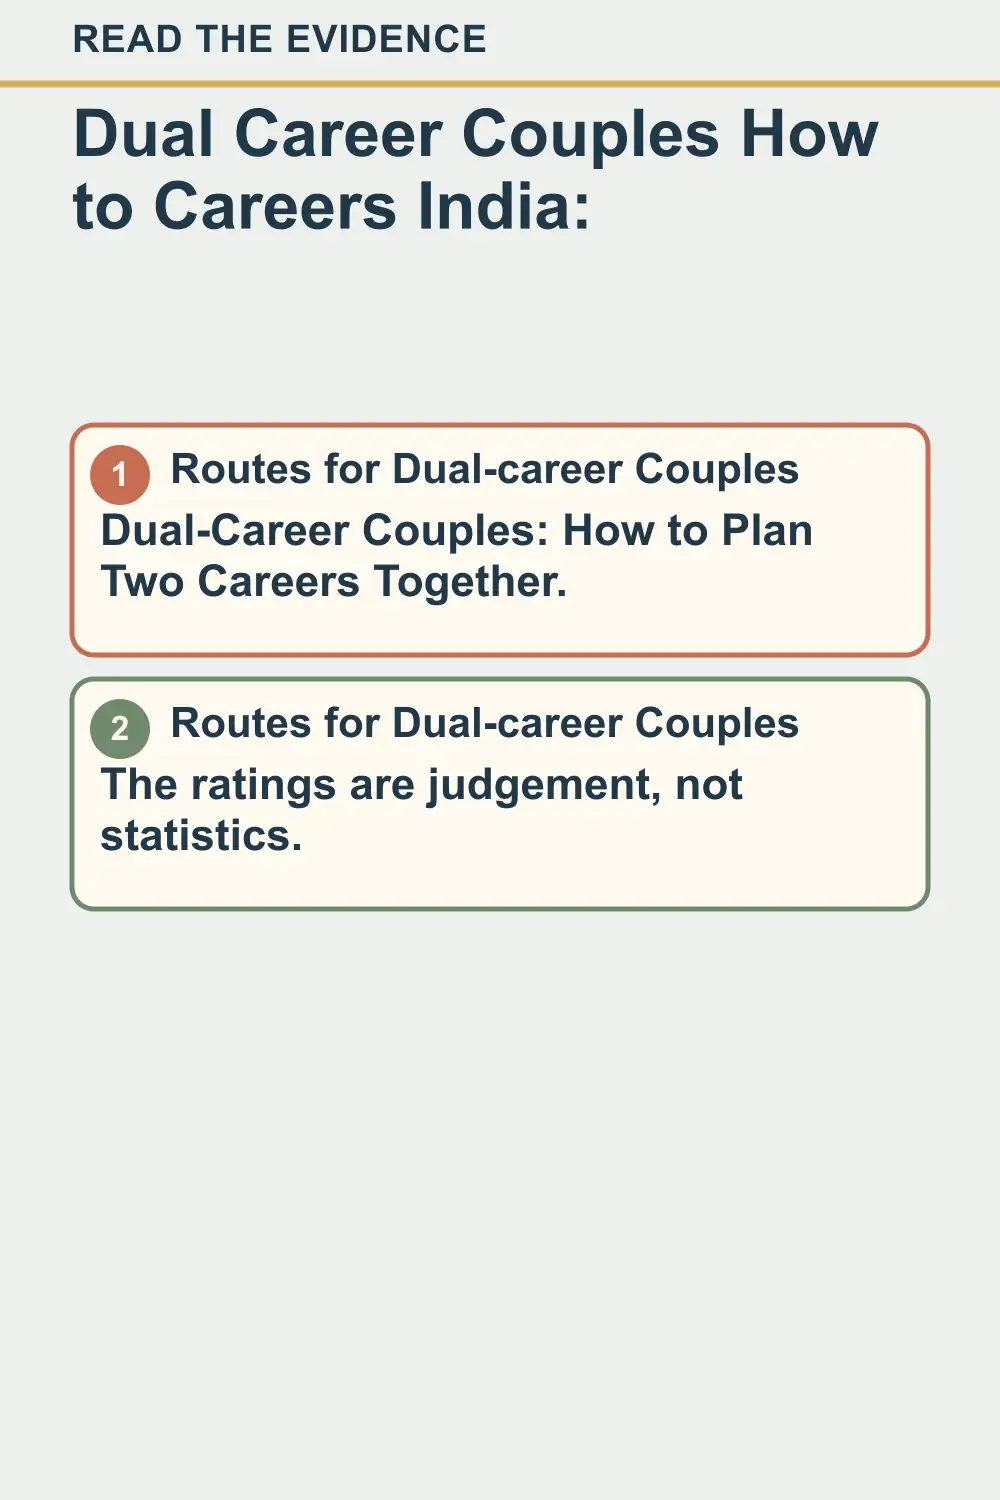 READ THE EVIDENCE
Dual Career Couples How
to Careers India:
1 Routes for Dual-career Couples
Dual-Career Couples: How to Plan
Two Careers Together.
2 Routes for Dual-career Couples
The ratings are judgement, not
statistics.